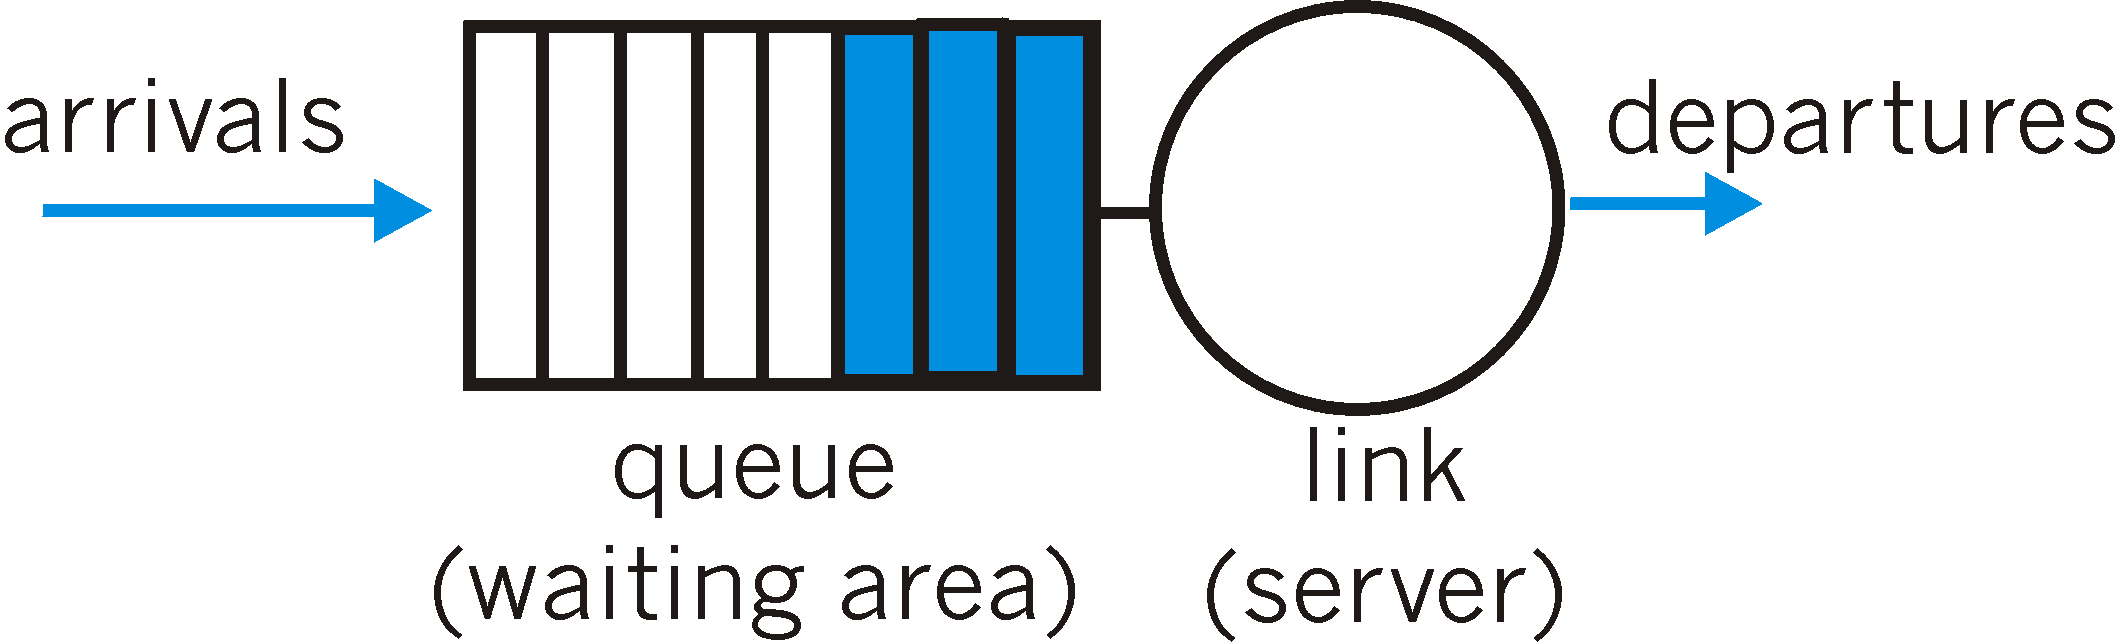 arrivals
departures
queue
(waiting area)
link
(server)